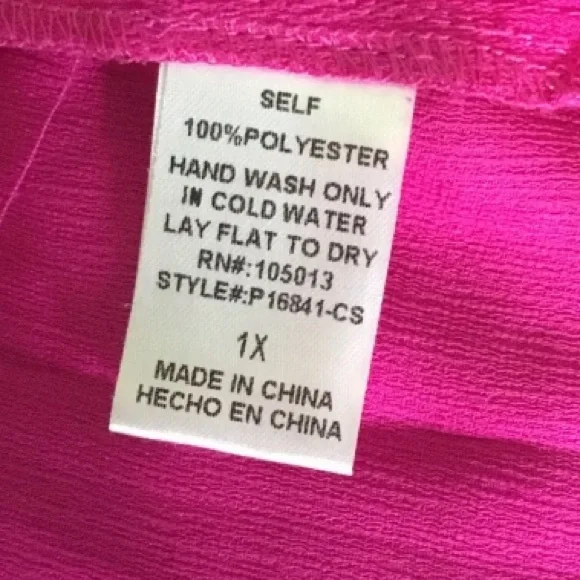 SELF
100%POLYESTER
HAND WASH ONLY
IN COLD WATER
LAY FLAT TO DRY
RN#:105013
STYLE#:P16841-CS
1X
MADE IN CHINA
HECHO EN CHINA